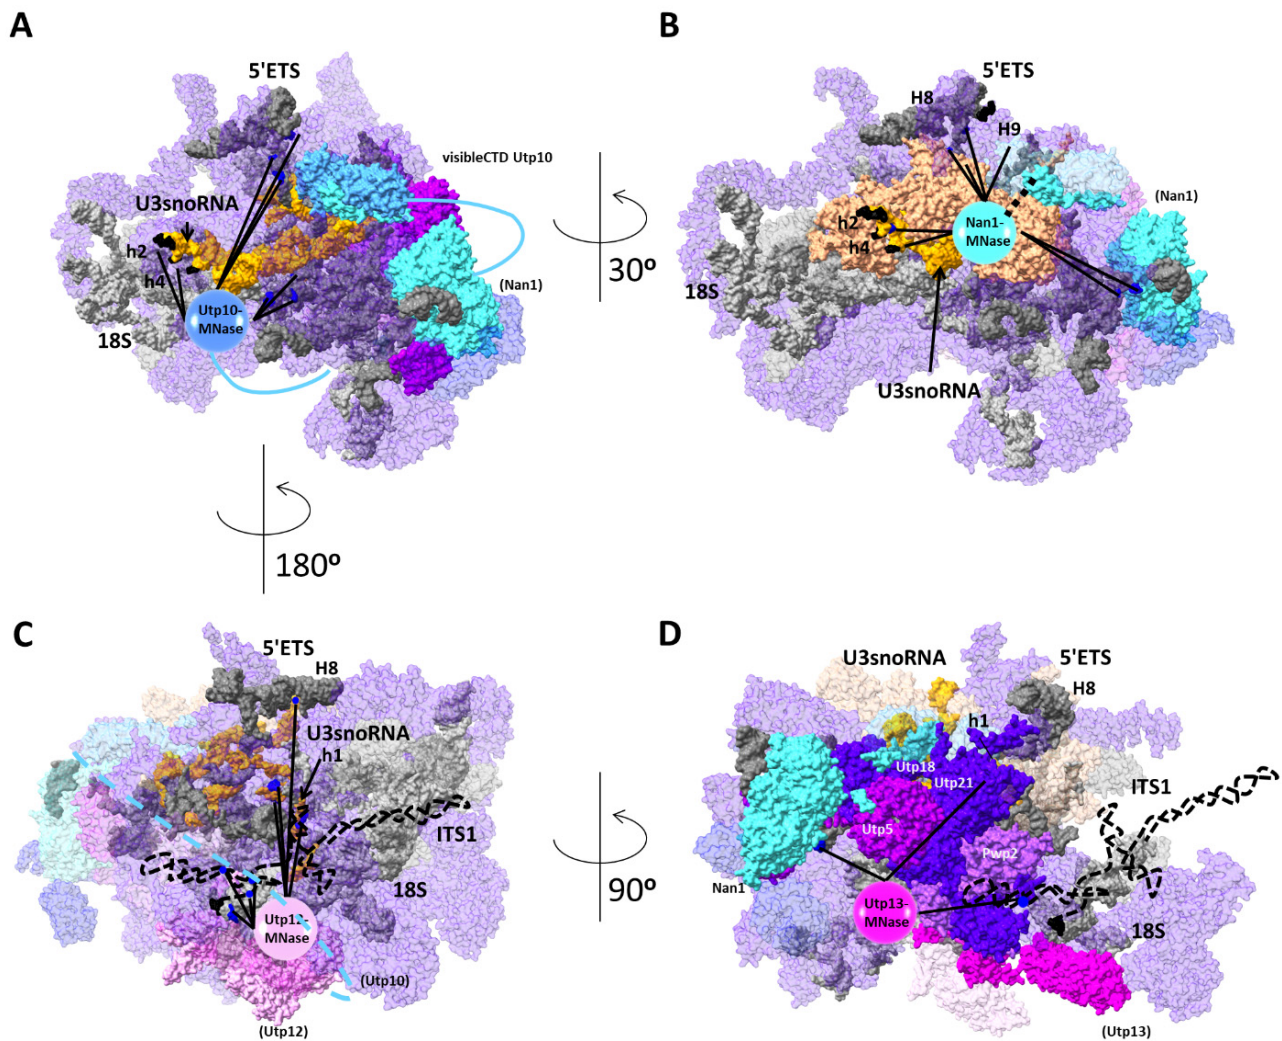 A
5'ETS
visibleCTD Utp10
U3snoRNA
h2
h4
(Nan1)
Utp10-
MNase
18S
30º
B
5'ETS
H8
H9
(Nan1)
h2
Nan1-
MNase
h4
18S
U3snoRNA
180º
C
5'ETS
H8
U3snoRNA
h1
ITS1
18S
Utp12-
MNase
(Utp10)
(Utp12)
90º
D
U3snoRNA
5'ETS
H8
h1
Utp18
Utp21
ITS1
Utp5
Pwp2
Nan1
Utp13-
MNase
18S
(Utp13)